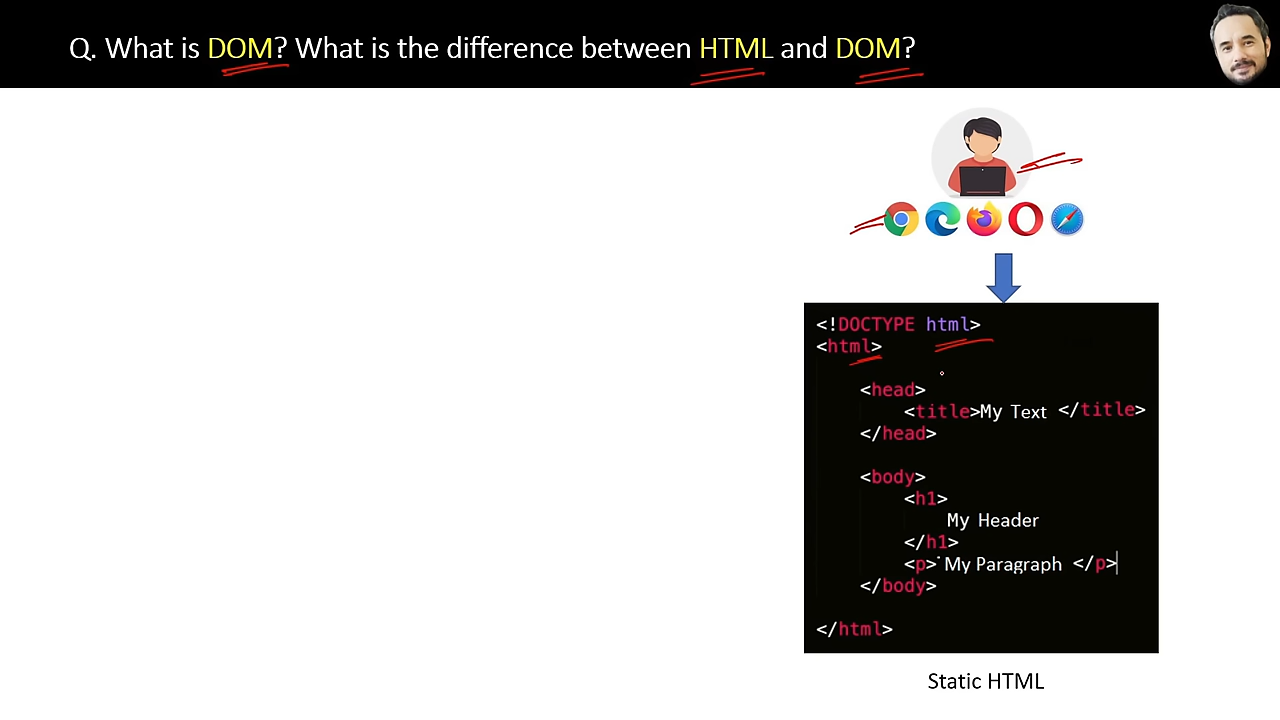 Q. What is DOM? What is the difference between HTML and DOM?
<!DOCTYPE html>
<html>
<head>
<title>My Text </title>
</head>
<body>
<h1>
My Header
</h1>
<p> My Paragraph </p>
</body>
</html>
Static HTML